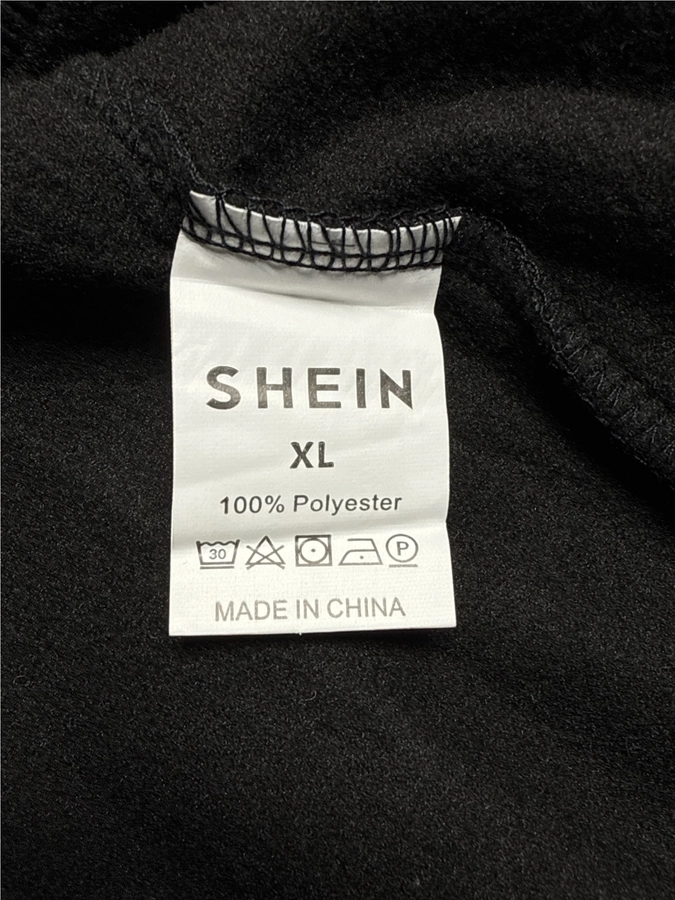 SHEIN
XL
100% Polyester
30 P
MADE IN CHINA